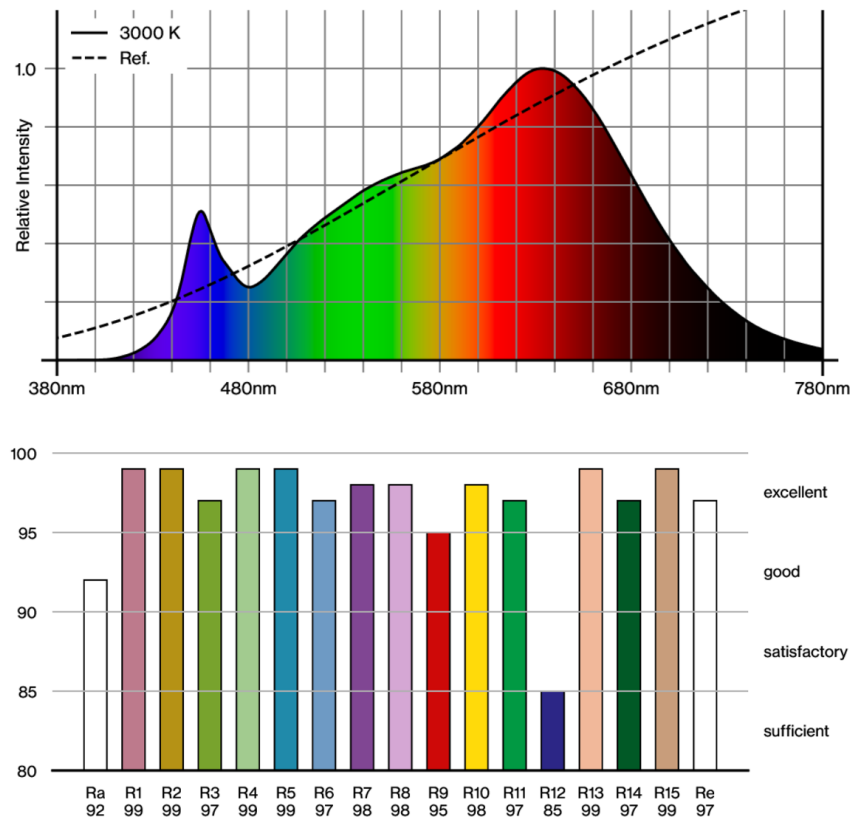 3000 K
Ref.
1.0
Relative Intensity
380nm 480nm 580nm 680nm 780nm
100
excellent
95
good
90
satisfactory
85
sufficient
80
Ra R1 R2 R3 R4 R5 R6 R7 R8 R9 R10 R11 R12 R13 R14 R15 Re
92 99 99 97 99 99 97 98 98 95 98 97 85 99 97 99 97